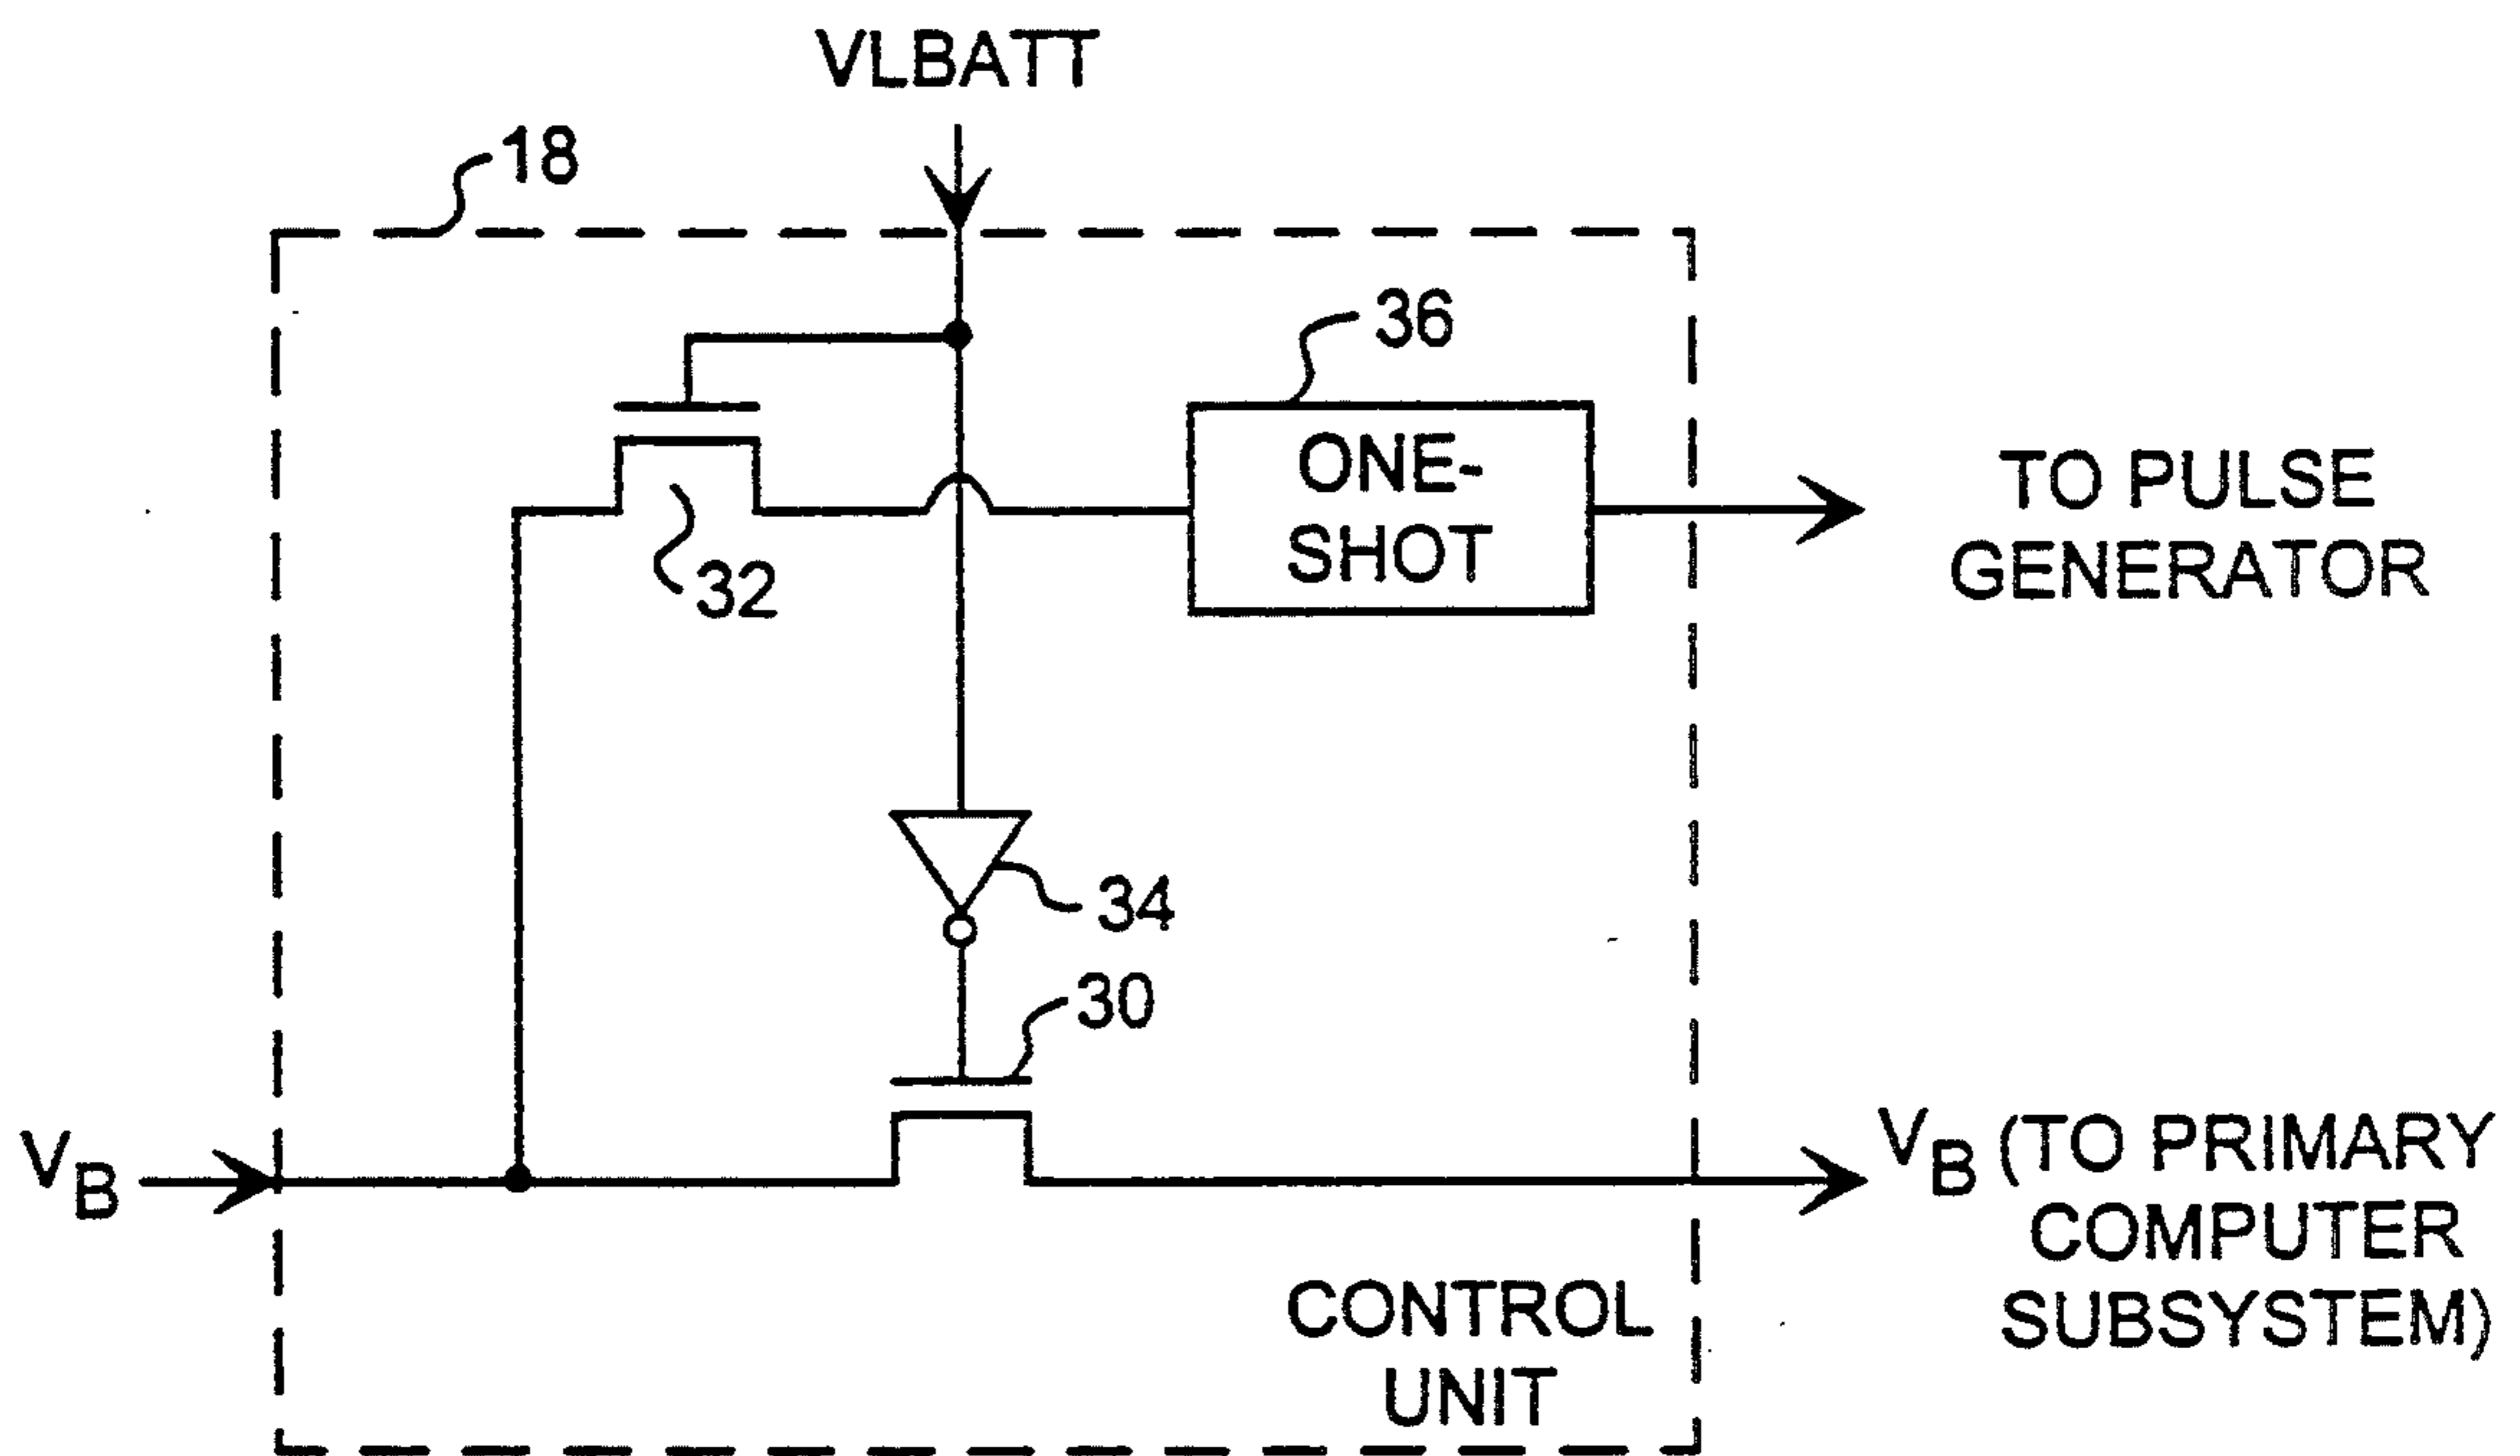 VLBATT
18
36
ONE-
SHOT
32
TO PULSE
GENERATOR
34
30
VB
VB (TO PRIMARY
COMPUTER
SUBSYSTEM)
CONTROL
UNIT